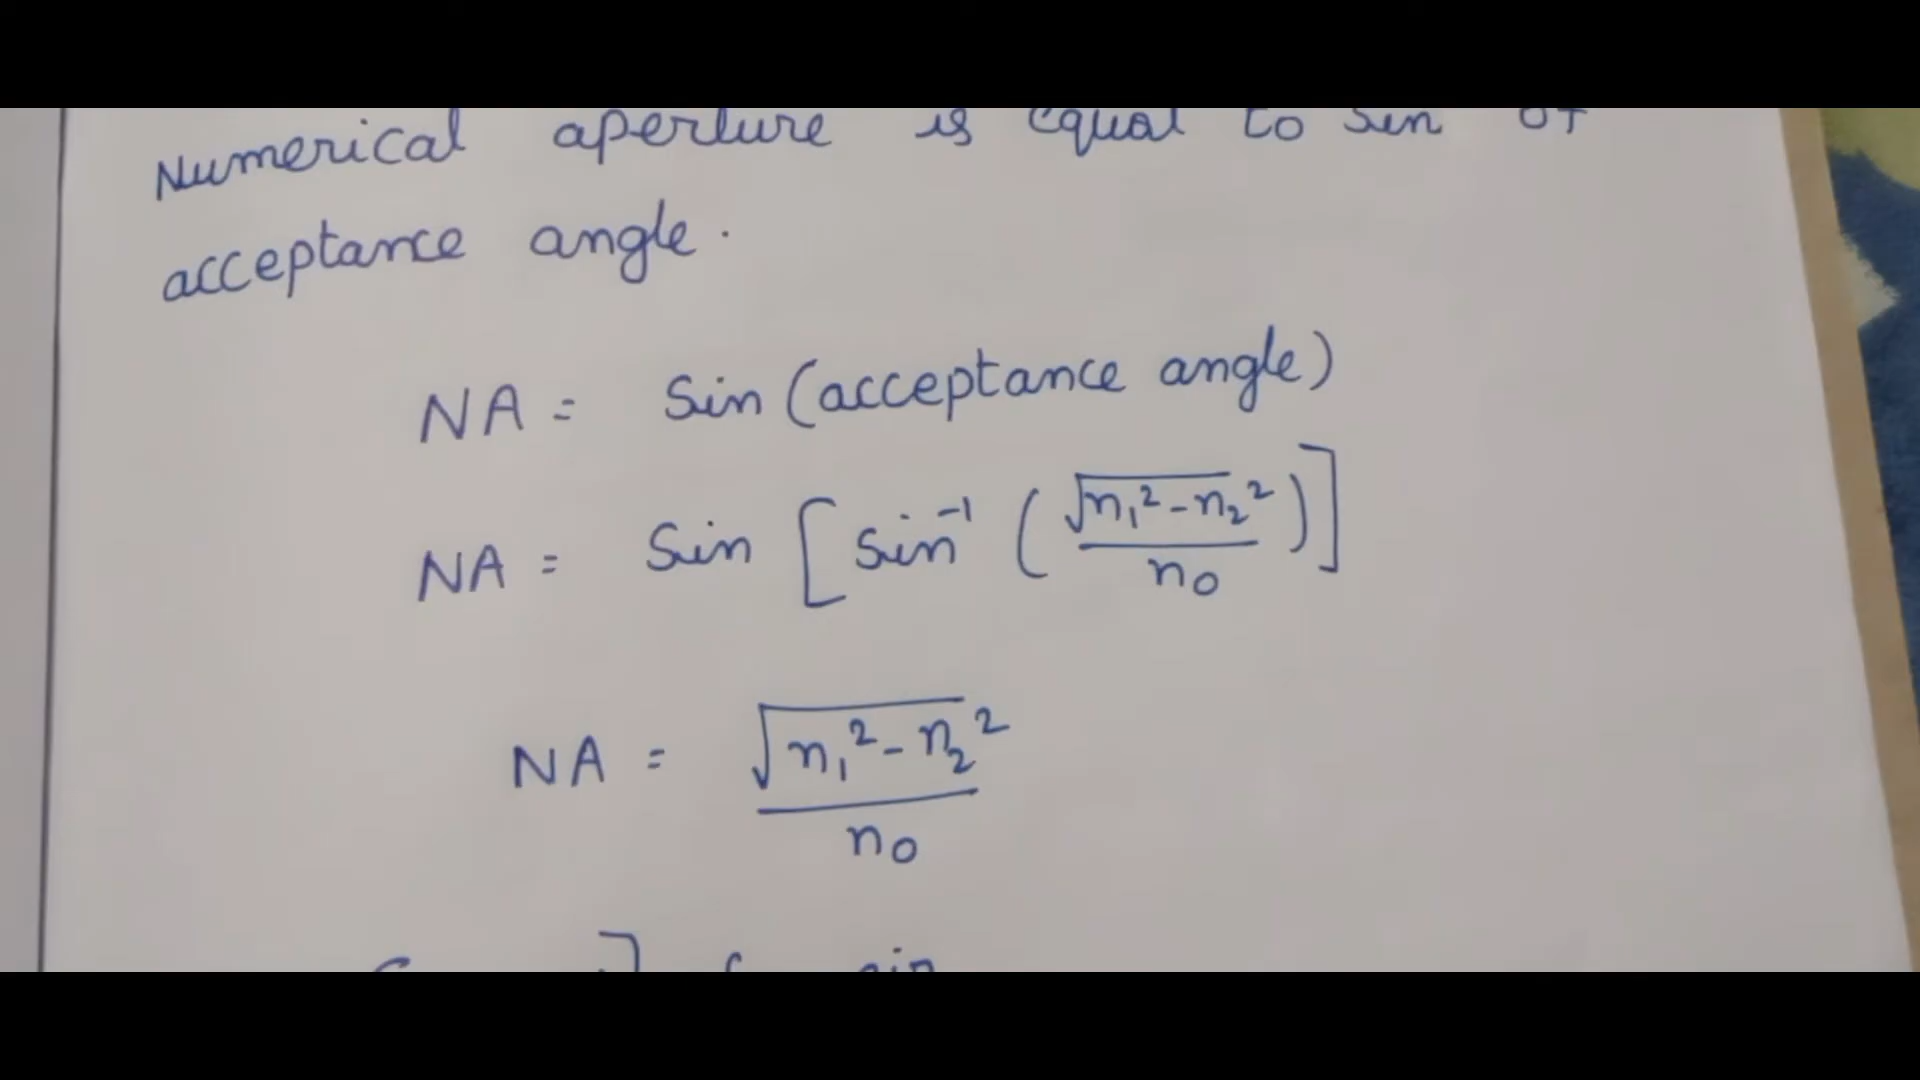 Numerical aperture is equal to sin of
acceptance angle.
NA = Sin (acceptance angle)
NA = Sin [sin⁻¹ (√n₁²-n₂² / n₀)]
NA = √n₁²-n₂² / n₀
air